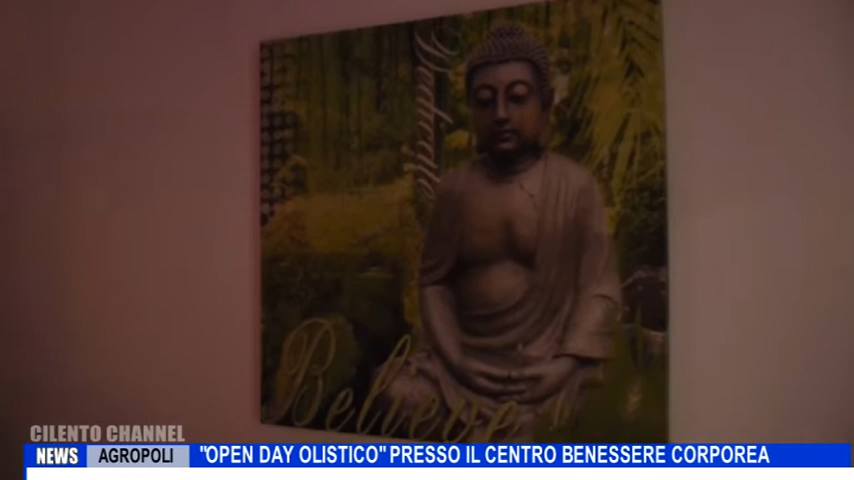 Believe
CILENTO CHANNEL
NEWS AGROPOLI "OPEN DAY OLISTICO" PRESSO IL CENTRO BENESSERE CORPOREA